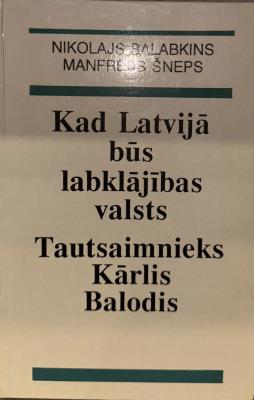 NIKOLAJS BALABKINS
MANFREDS ŠNEPS
Kad Latvijā
būs
labklājības
valsts
Tautsaimnieks
Kārlis
Balodis